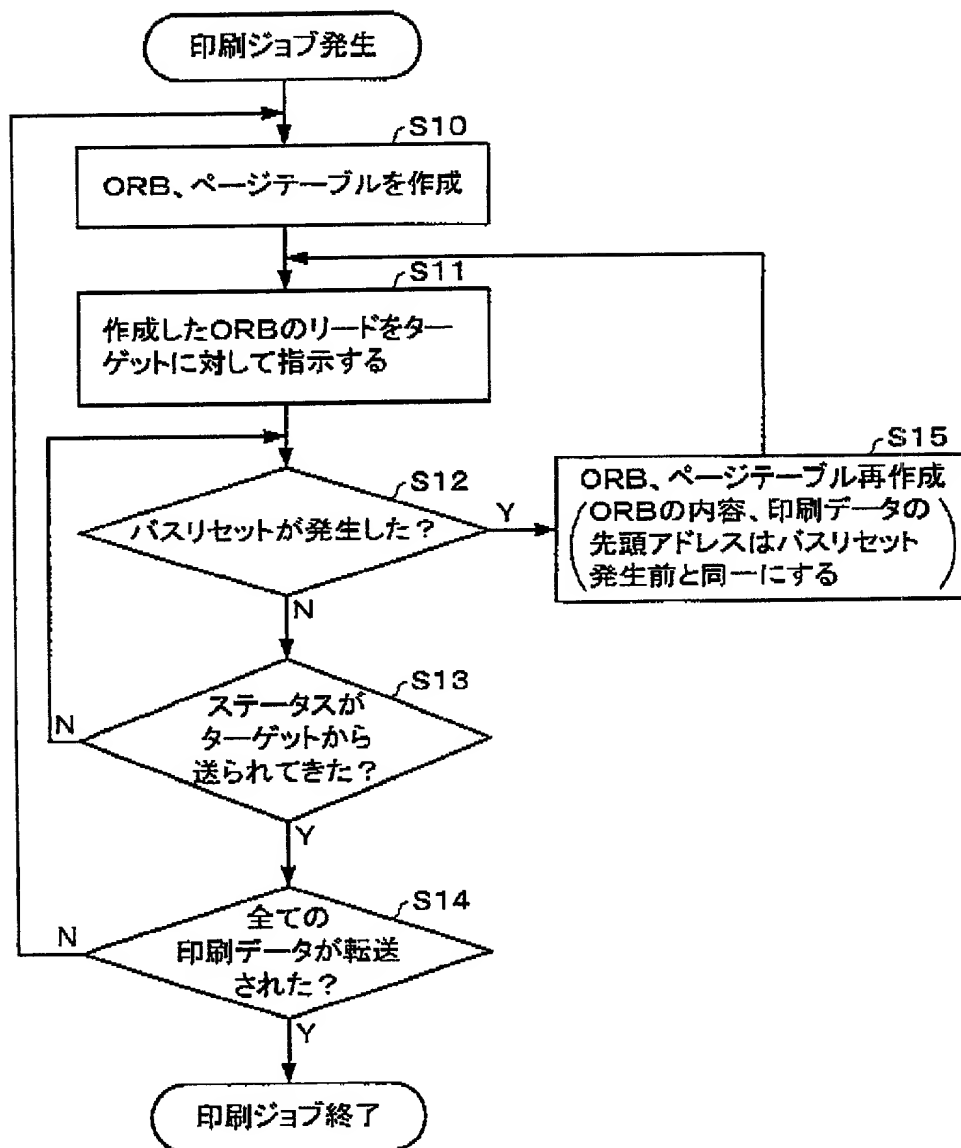 印刷ジョブ発生
S10
ORB、ページテーブルを作成
S11
作成したORBのリードをター
ゲットに対して指示する
S12
バスリセットが発生した？
Y
N
S15
ORB、ページテーブル再作成
(ORBの内容、印刷データの
先頭アドレスはバスリセット
発生前と同一にする)
S13
ステータスが
ターゲットから
送られてきた？
N
Y
S14
全ての
印刷データが転送
された？
N
Y
印刷ジョブ終了